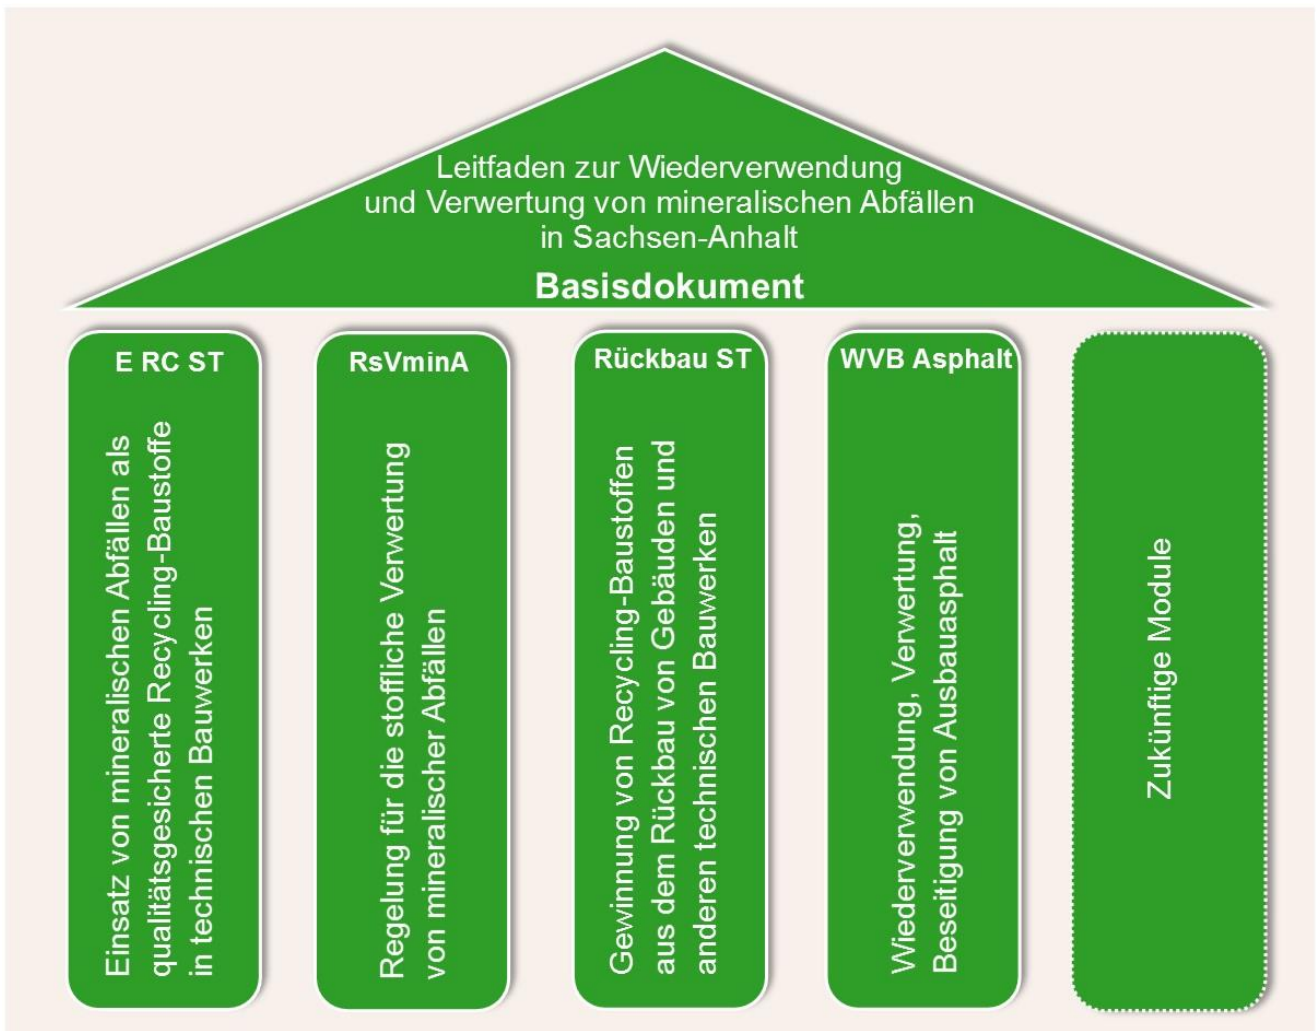 Leitfaden zur Wiederverwendung
und Verwertung von mineralischen Abfällen
in Sachsen-Anhalt
Basisdokument
E RC ST
Einsatz von mineralischen Abfällen als
qualitätsgesicherte Recycling-Baustoffe
in technischen Bauwerken
RsVminA
Regelung für die stoffliche Verwertung
von mineralischer Abfällen
Rückbau ST
Gewinnung von Recycling-Baustoffen
aus dem Rückbau von Gebäuden und
anderen technischen Bauwerken
WVB Asphalt
Wiederverwendung, Verwertung,
Beseitigung von Ausbauasphalt
Zukünftige Module